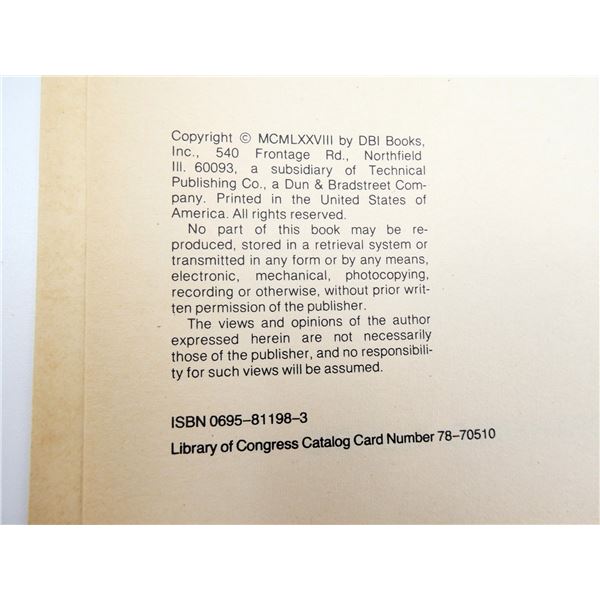 Copyright © MCMLXXVIII by DBI Books,
Inc., 540 Frontage Rd., Northfield
Ill. 60093, a subsidiary of Technical
Publishing Co., a Dun & Bradstreet Com-
pany. Printed in the United States of
America. All rights reserved.
No part of this book may be re-
produced, stored in a retrieval system or
transmitted in any form or by any means,
electronic, mechanical, photocopying,
recording or otherwise, without prior writ-
ten permission of the publisher.
The views and opinions of the author
expressed herein are not necessarily
those of the publisher, and no responsibili-
ty for such views will be assumed.
ISBN 0695-81198-3
Library of Congress Catalog Card Number 78-70510